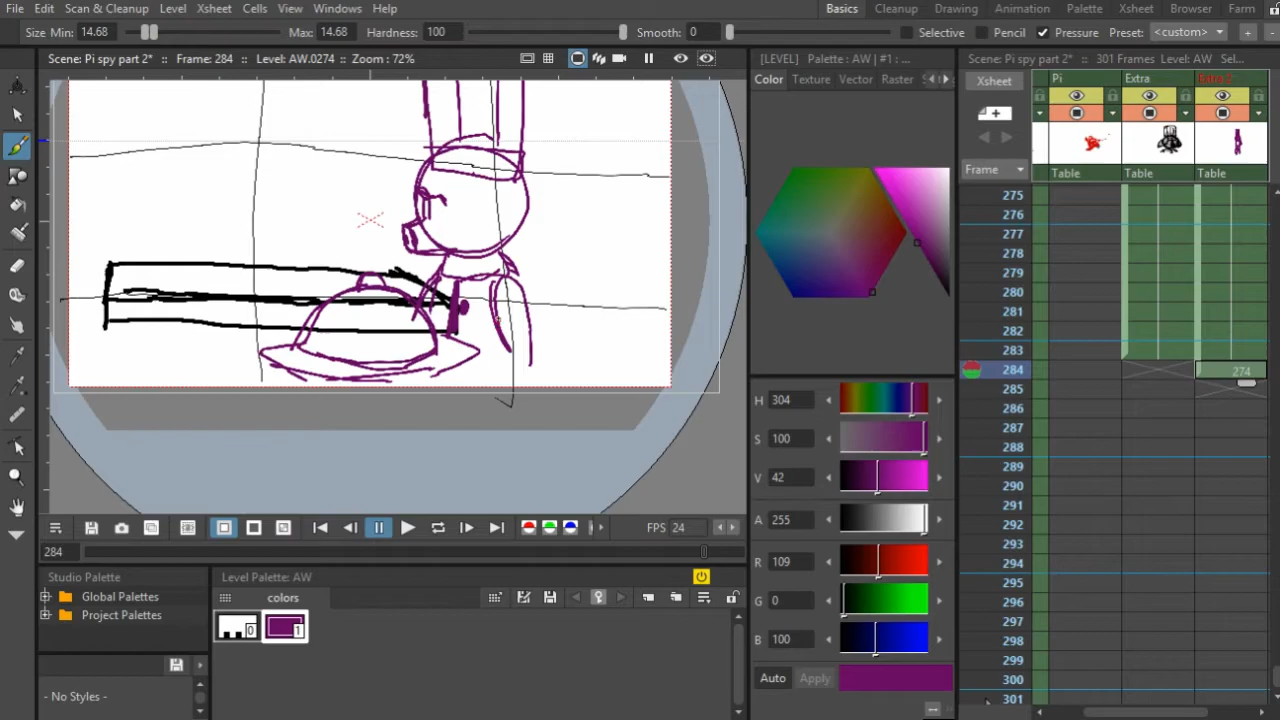 File Edit Scan & Cleanup Level Xsheet Cells View Windows Help
Basics Cleanup Drawing Animation Palette Xsheet Browser Farm
Size Min: 14.68 Max: 14.68 Hardness: 100 Smooth: 0 Selective Pencil Pressure Preset: <custom>
Scene: Pi spy part 2* :: Frame: 284 :: Level: AW.0274 :: Zoom : 72%
[LEVEL] Palette: AW | #1 : ...
Scene: Pi spy part 2* :: 301 Frames Level: AW Sel...
Color Texture Vector Raster
Xsheet
Pi Extra Extra 2
Frame
Table Table Table
275
276
277
278
279
280
281
282
283
284 274
285
286
287
288
289
290
291
292
293
294
295
296
297
298
299
300
301
H 304
S 100
V 42
A 255
R 109
G 0
B 100
Auto Apply
FPS 24
284
Studio Palette
Global Palettes
Project Palettes
- No Styles -
Level Palette: AW
colors
0 1